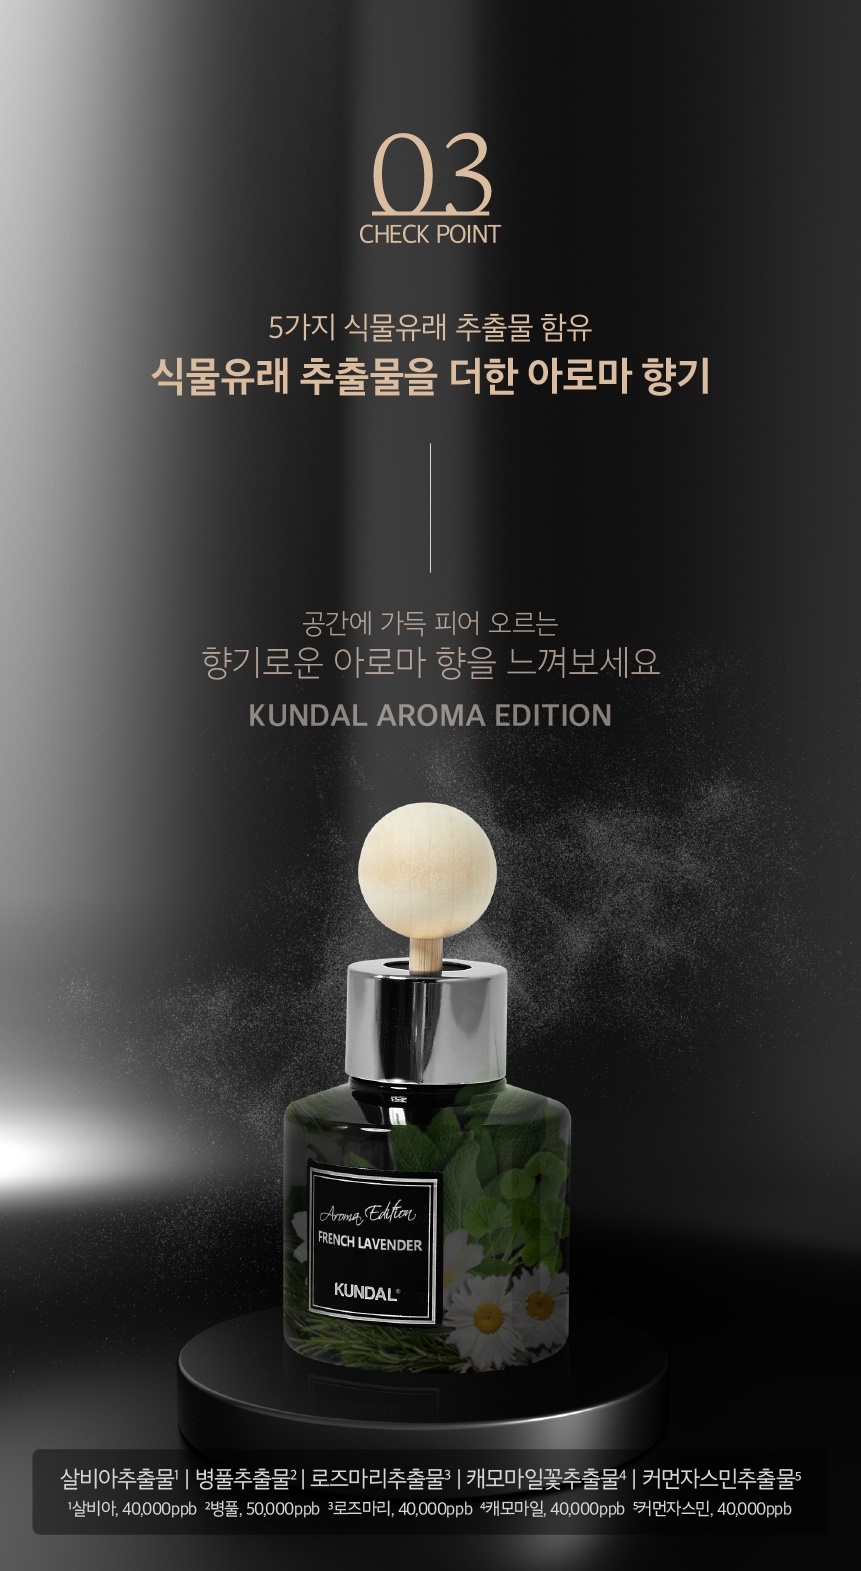 03
CHECK POINT
5가지 식물유래 추출물 함유
식물유래 추출물을 더한 아로마 향기
공간에 가득 피어 오르는
향기로운 아로마 향을 느껴보세요
KUNDAL AROMA EDITION
Aroma Edition
FRENCH LAVENDER
KUNDAL®
살비아추출물¹ | 병풀추출물² | 로즈마리추출물³ | 캐모마일꽃추출물⁴ | 커먼자스민추출물⁵
¹살비아, 40,000ppb ²병풀, 50,000ppb ³로즈마리, 40,000ppb ⁴캐모마일, 40,000ppb ⁵커먼자스민, 40,000ppb